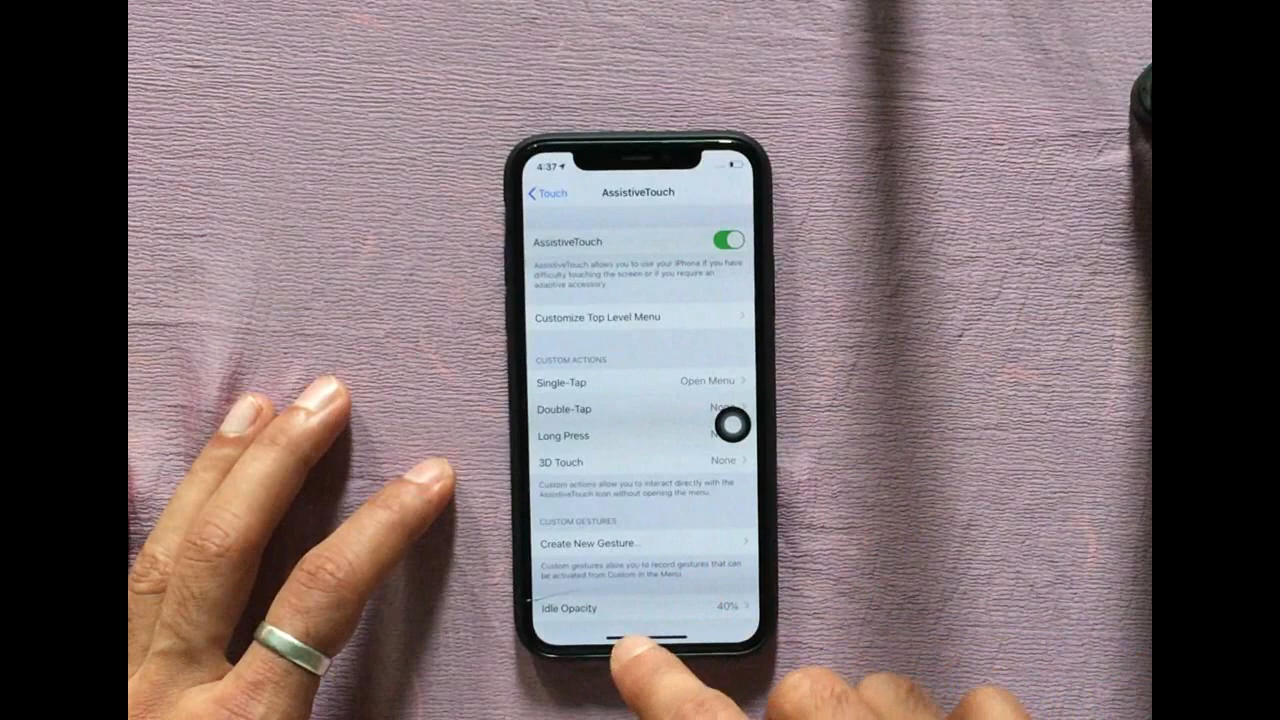 4:37
Touch
AssistiveTouch
AssistiveTouch
AssistiveTouch allows you to use your iPhone if you have
difficulty touching the screen or if you require an
adaptive accessory.
Customize Top Level Menu
CUSTOM ACTIONS
Single-Tap Open Menu
Double-Tap
Long Press
3D Touch None
Custom actions allow you to interact directly with the
AssistiveTouch icon without opening the menu.
CUSTOM GESTURES
Create New Gesture...
Custom gestures allow you to record gestures that can
be activated from Custom in the Menu.
Idle Opacity 40%